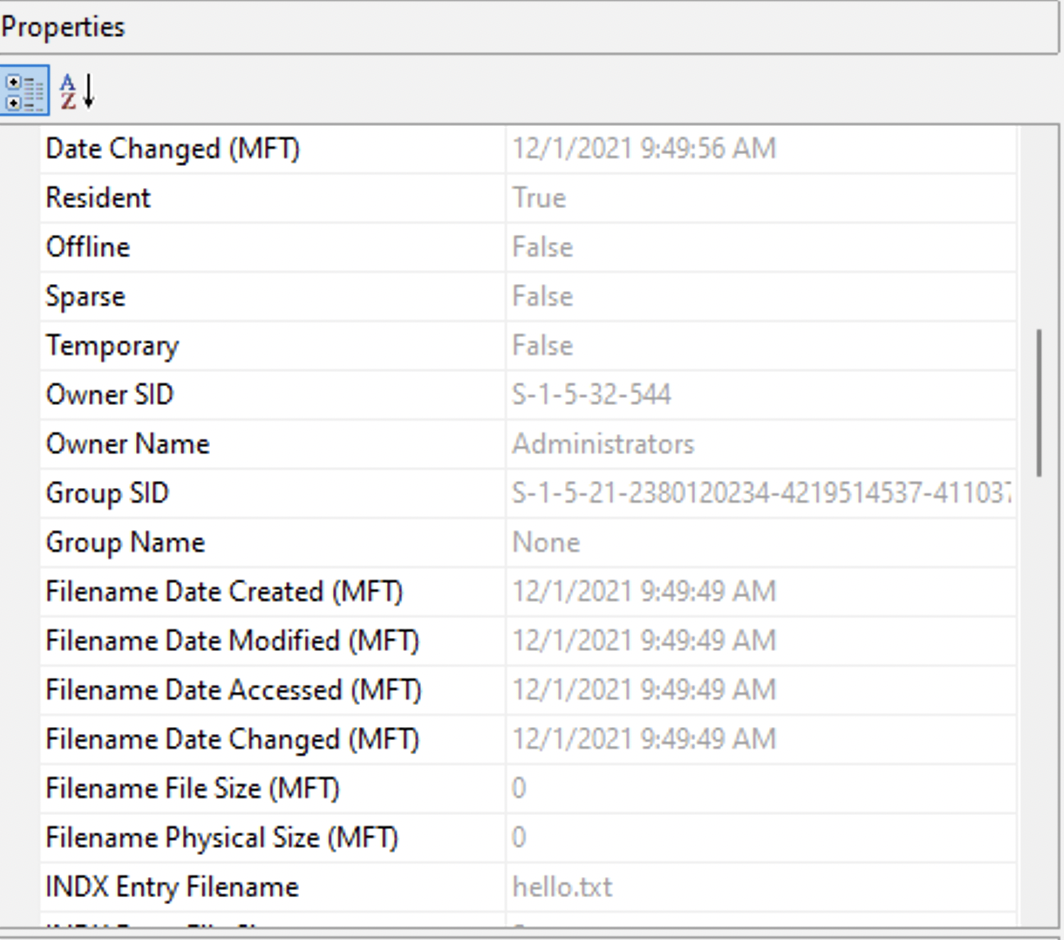 Properties
Date Changed (MFT) 12/1/2021 9:49:56 AM
Resident True
Offline False
Sparse False
Temporary False
Owner SID S-1-5-32-544
Owner Name Administrators
Group SID S-1-5-21-2380120234-4219514537-411037
Group Name None
Filename Date Created (MFT) 12/1/2021 9:49:49 AM
Filename Date Modified (MFT) 12/1/2021 9:49:49 AM
Filename Date Accessed (MFT) 12/1/2021 9:49:49 AM
Filename Date Changed (MFT) 12/1/2021 9:49:49 AM
Filename File Size (MFT) 0
Filename Physical Size (MFT) 0
INDX Entry Filename hello.txt